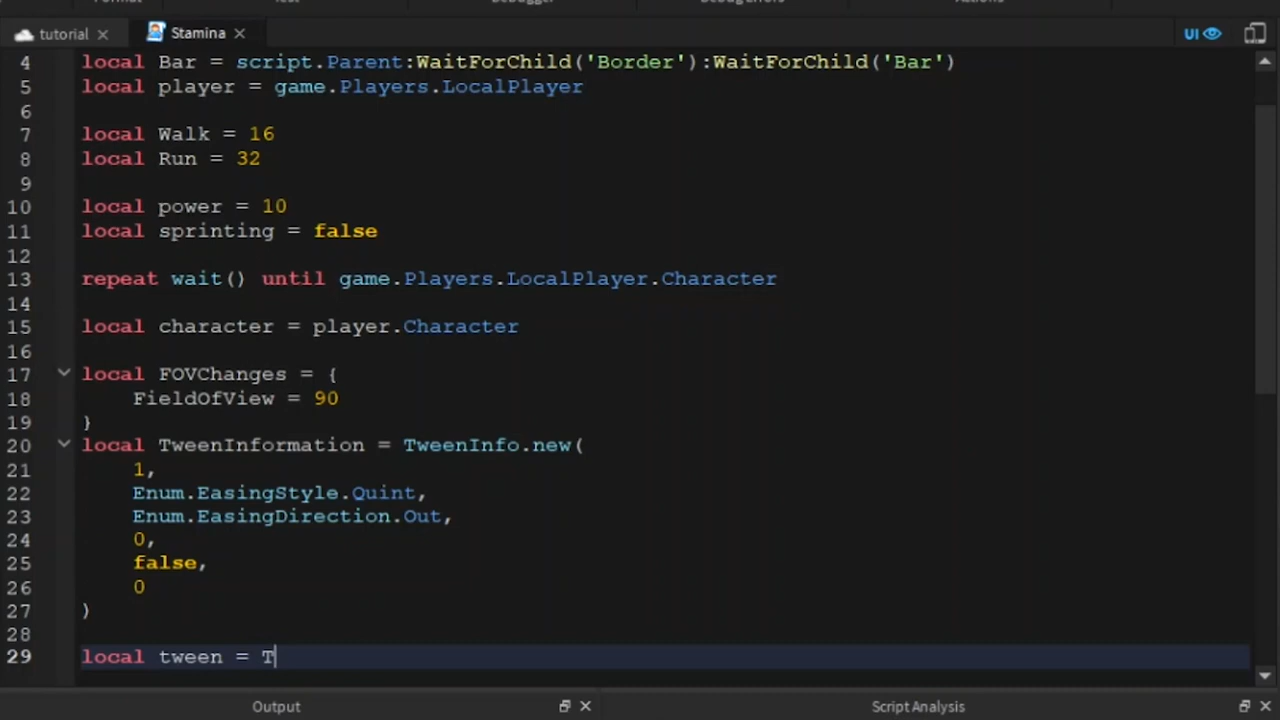 tutorial Stamina UI
4 local Bar = script.Parent:WaitForChild('Border'):WaitForChild('Bar')
5 local player = game.Players.LocalPlayer
6
7 local Walk = 16
8 local Run = 32
9
10 local power = 10
11 local sprinting = false
12
13 repeat wait() until game.Players.LocalPlayer.Character
14
15 local character = player.Character
16
17 local FOVChanges = {
18 FieldOfView = 90
19 }
20 local TweenInformation = TweenInfo.new(
21 1,
22 Enum.EasingStyle.Quint,
23 Enum.EasingDirection.Out,
24 0,
25 false,
26 0
27 )
28
29 local tween = T
Output Script Analysis